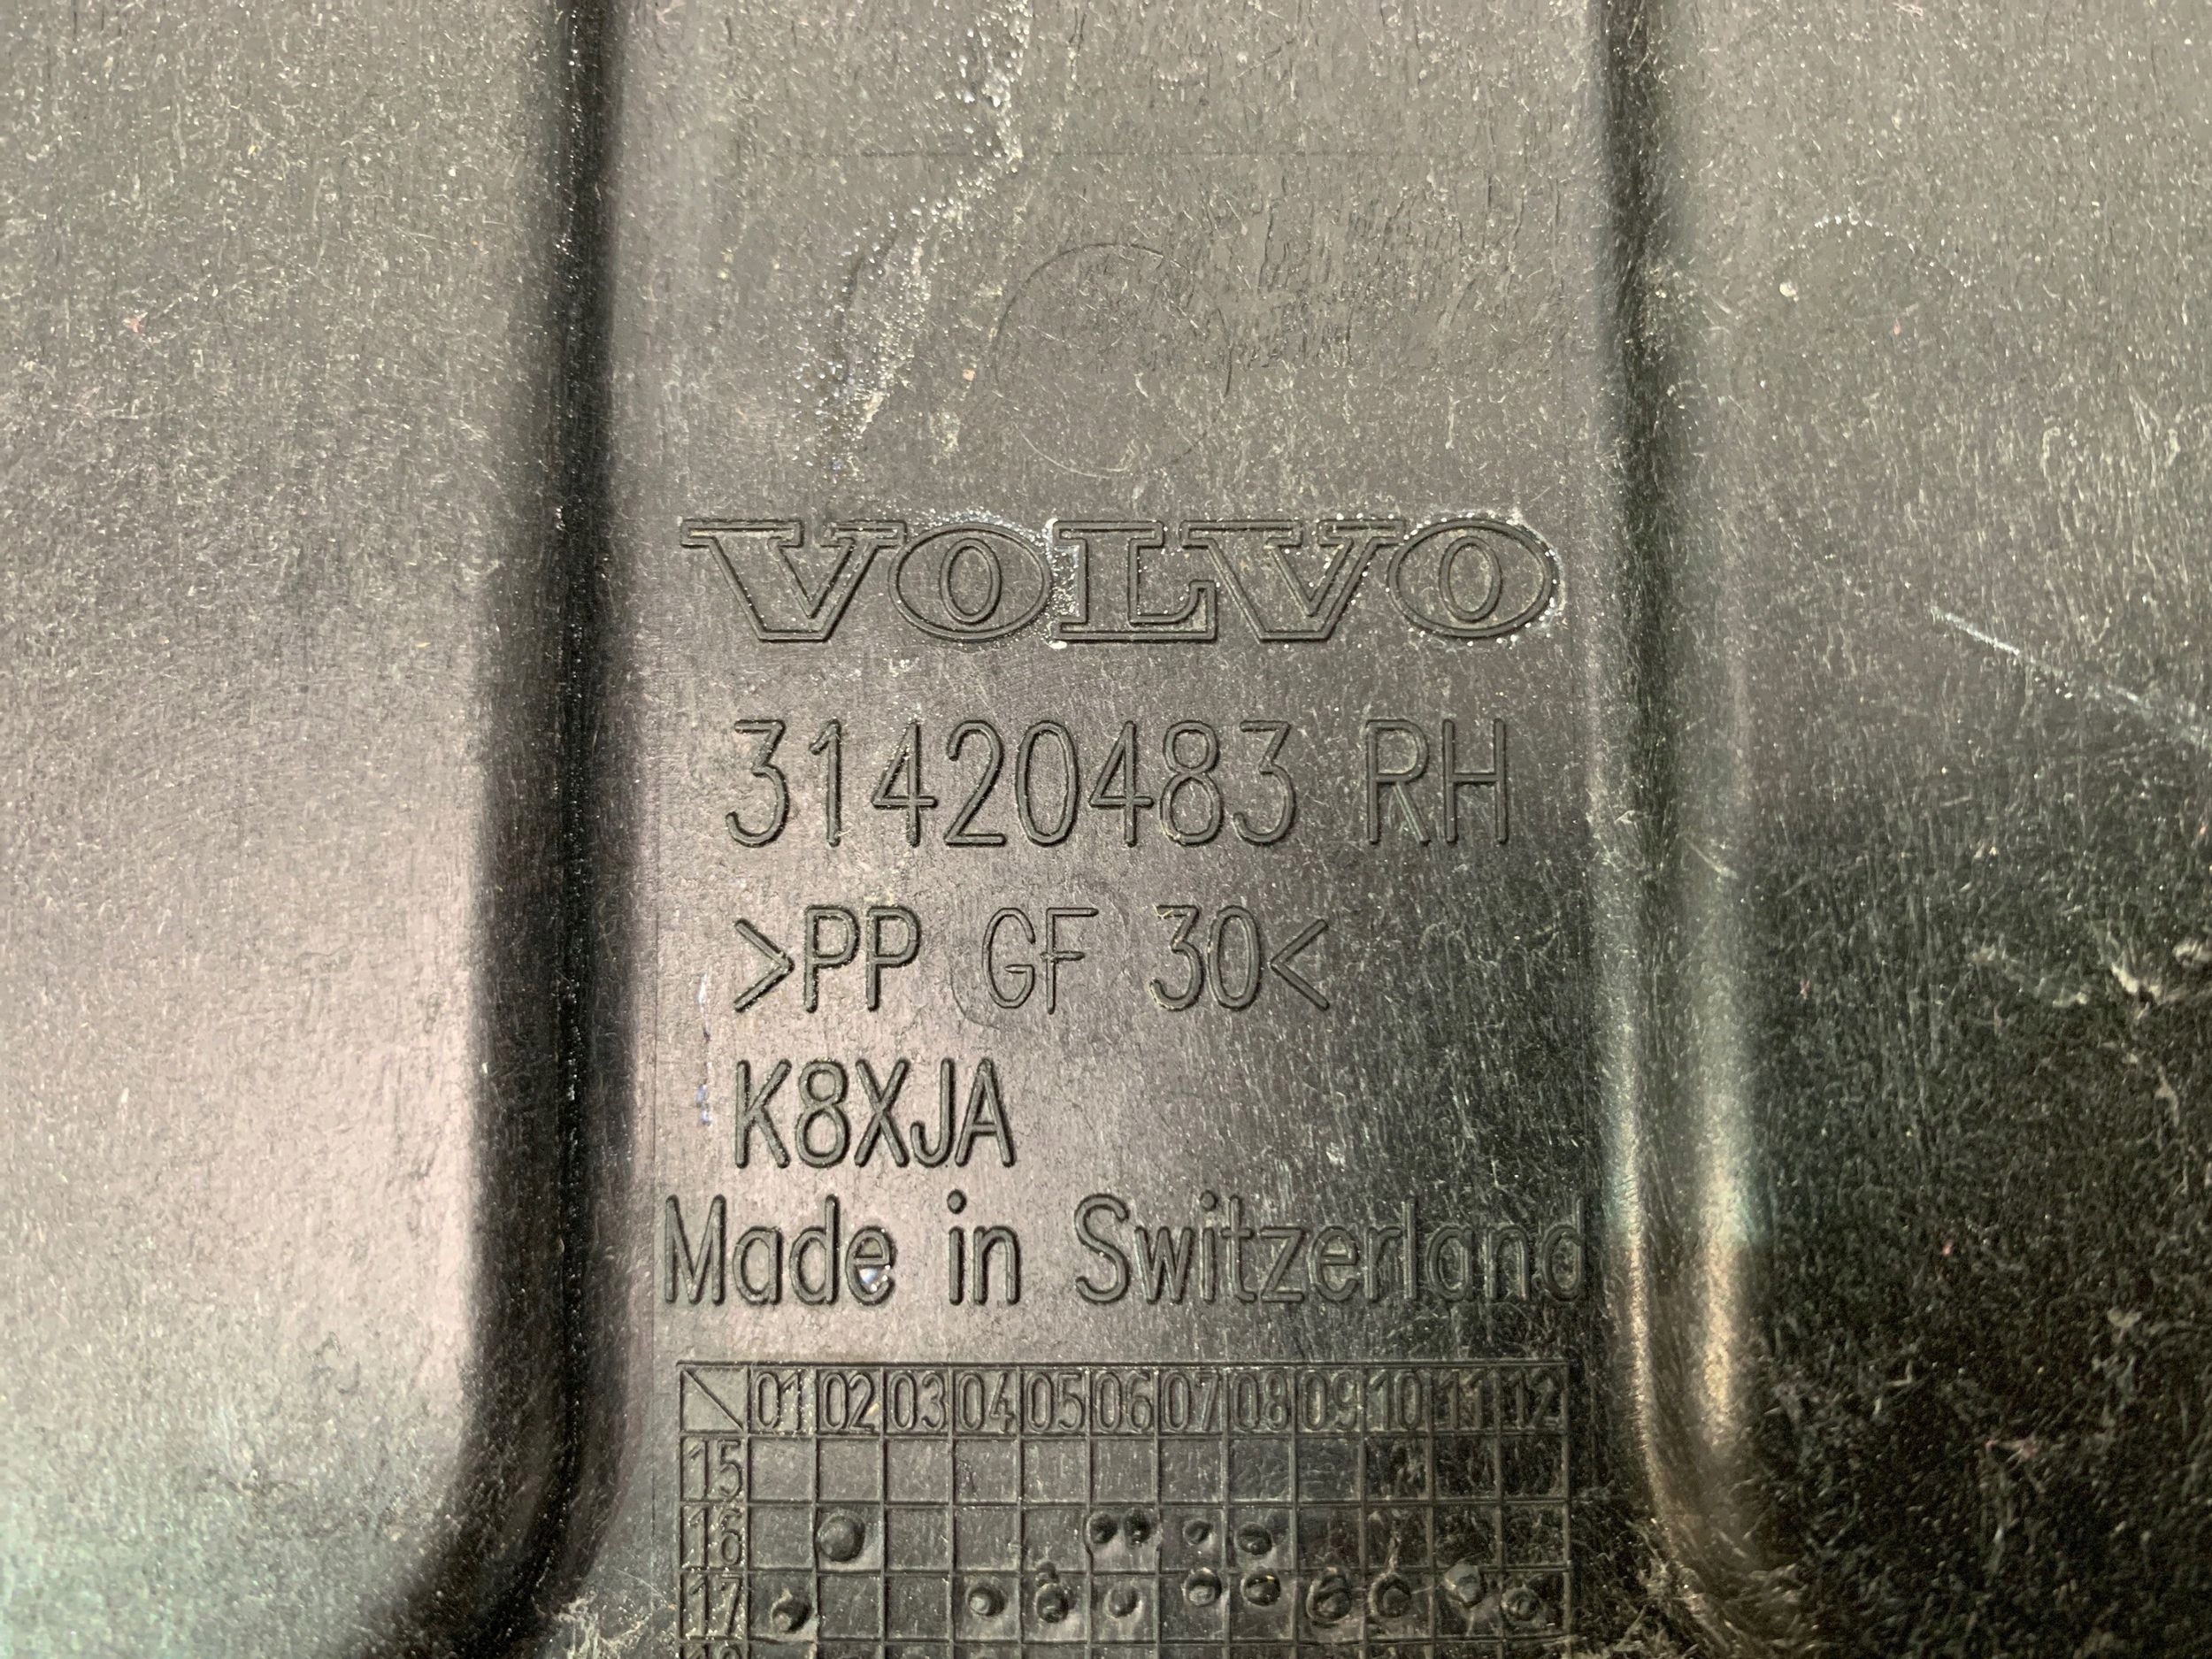 VOLVO
31420483 RH
>PP GF 30<
K8XJA
Made in Switzerland
01 02 03 04 05 06 07 08 09 10 11 12
15
16
17